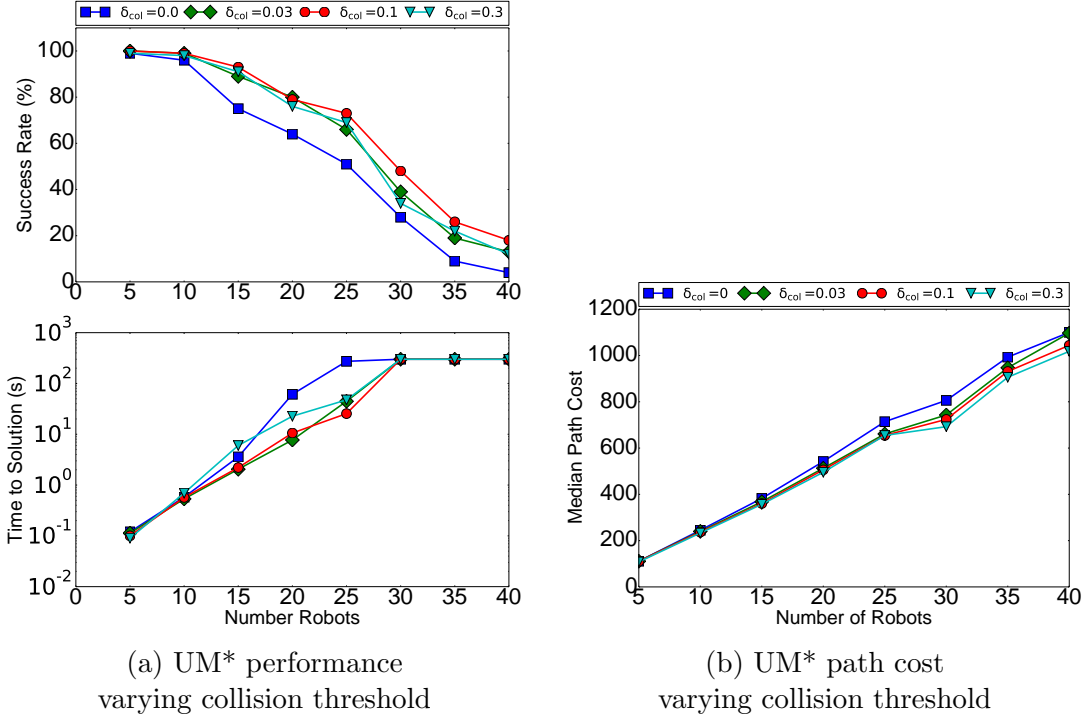 δcol=0.0 δcol=0.03 δcol=0.1 δcol=0.3
Success Rate (%)
100
80
60
40
20
0
0 5 10 15 20 25 30 35 40
Time to Solution (s)
10^3
10^2
10^1
10^0
10^-1
10^-2
0 5 10 15 20 25 30 35 40
Number Robots
(a) UM* performance
varying collision threshold
δcol=0 δcol=0.03 δcol=0.1 δcol=0.3
Median Path Cost
1200
1000
800
600
400
200
0
5 10 15 20 25 30 35 40
Number of Robots
(b) UM* path cost
varying collision threshold